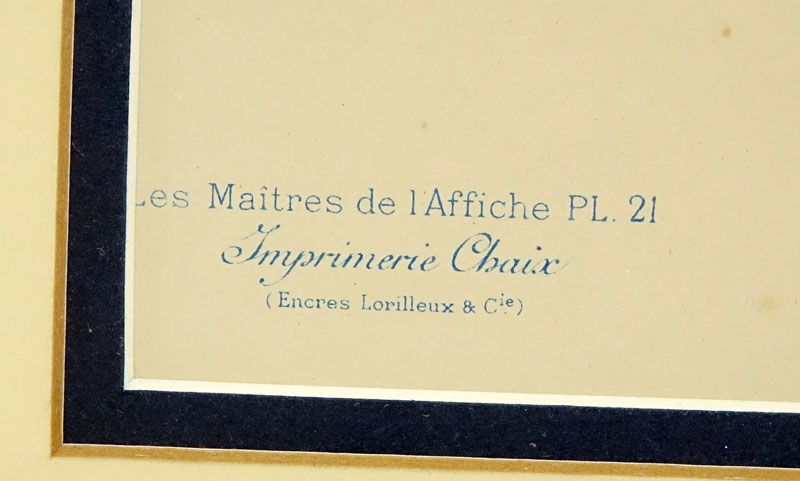 Les Maîtres de l'Affiche PL. 21
Imprimerie Chaix
(Encres Lorilleux & Cie)